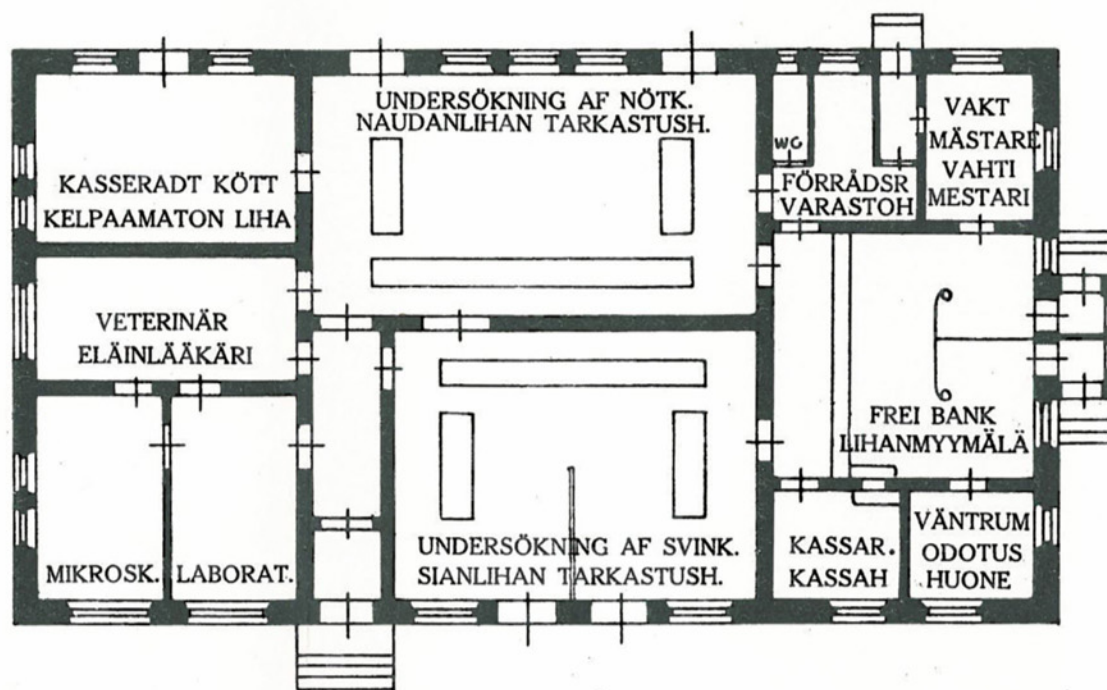 UNDERSÖKNING AF NÖTK.
NAUDANLIHAN TARKASTUSH.
WC
FÖRRÅDSR
VARASTOH
VAKT
MÄSTARE
VAHTI
MESTARI
KASSERADT KÖTT
KELPAAMATON LIHA
VETERINÄR
ELÄINLÄÄKÄRI
FREI BANK
LIHANMYYMÄLÄ
MIKROSK.
LABORAT.
UNDERSÖKNING AF SVINK.
SIANLIHAN TARKASTUSH.
KASSAR.
KASSAH
VÄNTRUM
ODOTUS
HUONE